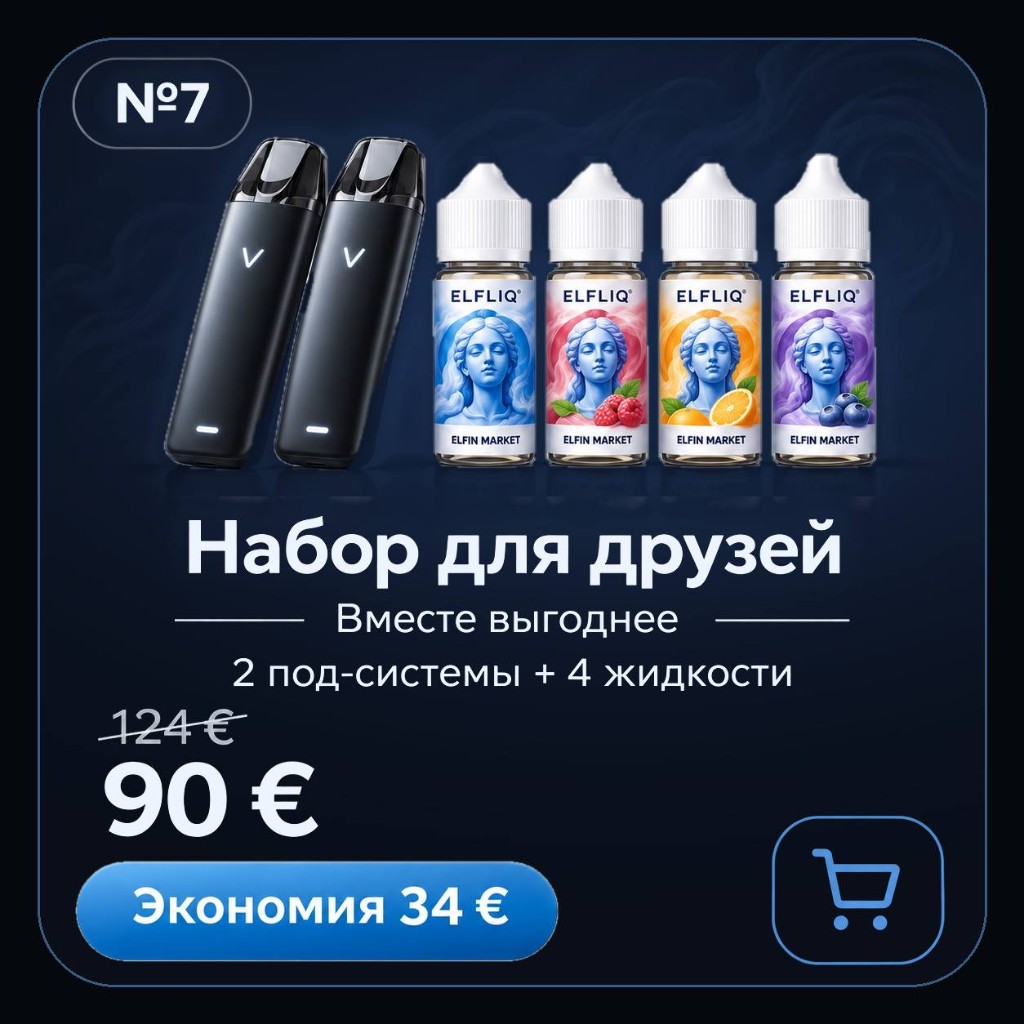 №7
V
V
ELFLIQ®
ELFLIQ®
ELFLIQ®
ELFLIQ®
ELFIN MARKET
ELFIN MARKET
ELFIN MARKET
ELFIN MARKET
Набор для друзей
Вместе выгоднее
2 под-системы + 4 жидкости
124 €
90 €
Экономия 34 €